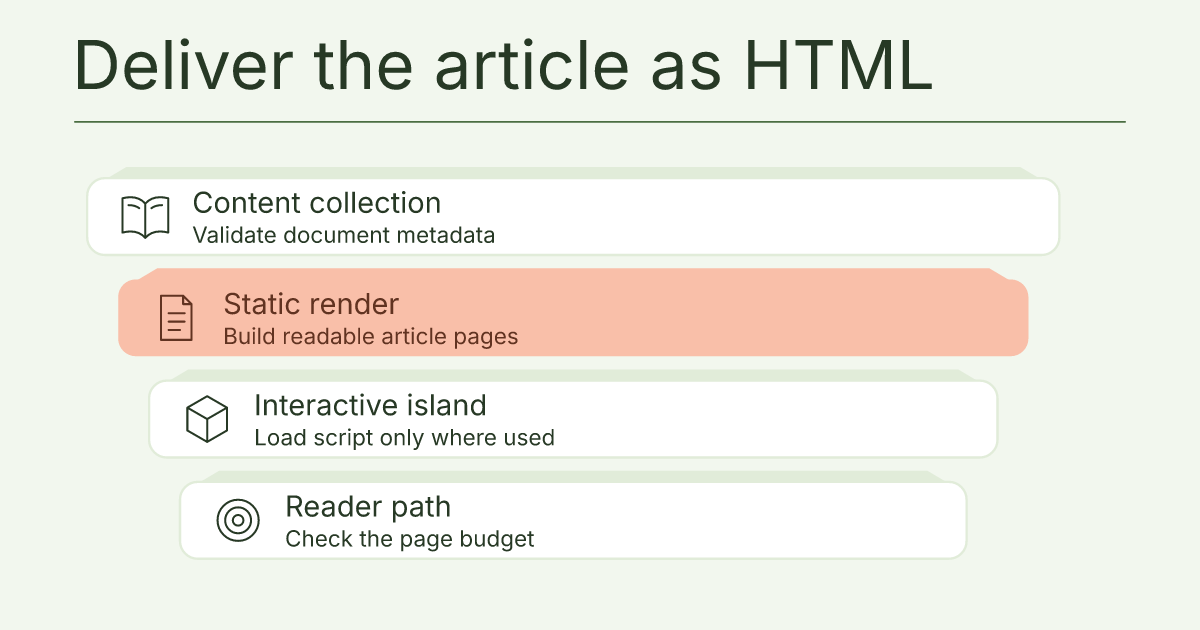 Deliver the article as HTML
Content collection
Validate document metadata
Static render
Build readable article pages
Interactive island
Load script only where used
Reader path
Check the page budget